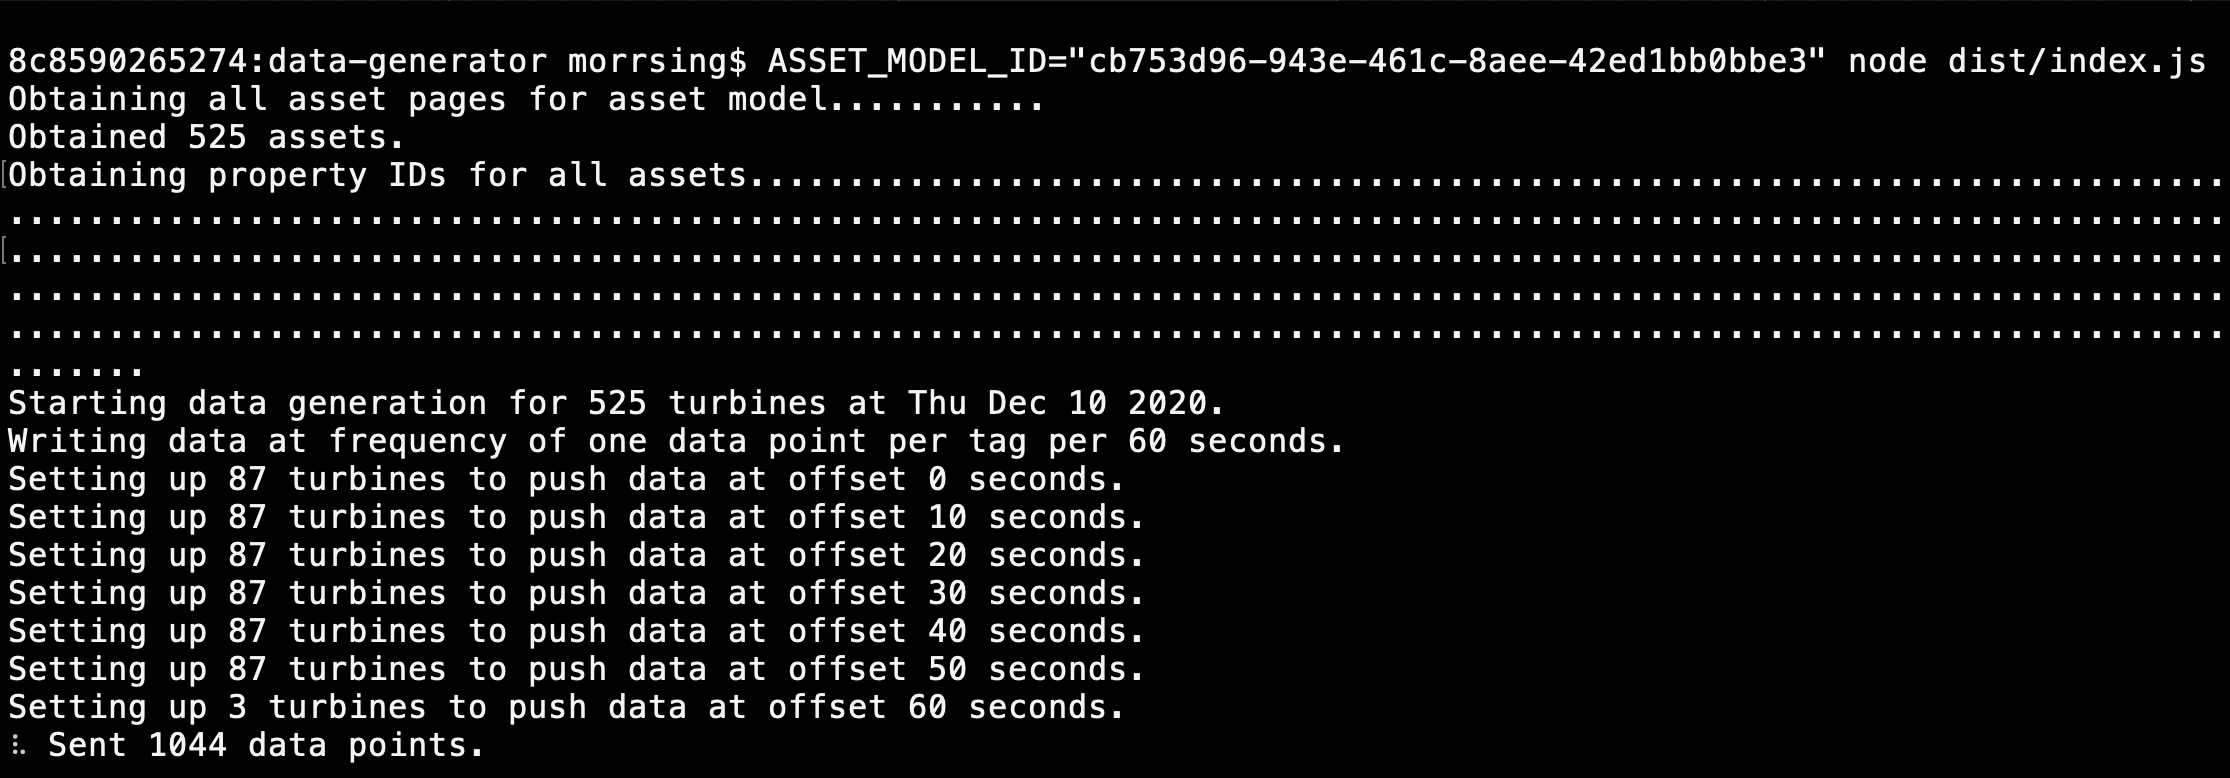 8c8590265274:data-generator morrsing$ ASSET_MODEL_ID="cb753d96-943e-461c-8aee-42ed1bb0bbe3" node dist/index.js
Obtaining all asset pages for asset model...........
Obtained 525 assets.
Obtaining property IDs for all assets..........................................................................
...............................................................................................................
...............................................................................................................
...............................................................................................................
...............................................................................................................
.......
Starting data generation for 525 turbines at Thu Dec 10 2020.
Writing data at frequency of one data point per tag per 60 seconds.
Setting up 87 turbines to push data at offset 0 seconds.
Setting up 87 turbines to push data at offset 10 seconds.
Setting up 87 turbines to push data at offset 20 seconds.
Setting up 87 turbines to push data at offset 30 seconds.
Setting up 87 turbines to push data at offset 40 seconds.
Setting up 87 turbines to push data at offset 50 seconds.
Setting up 3 turbines to push data at offset 60 seconds.
⠧ Sent 1044 data points.